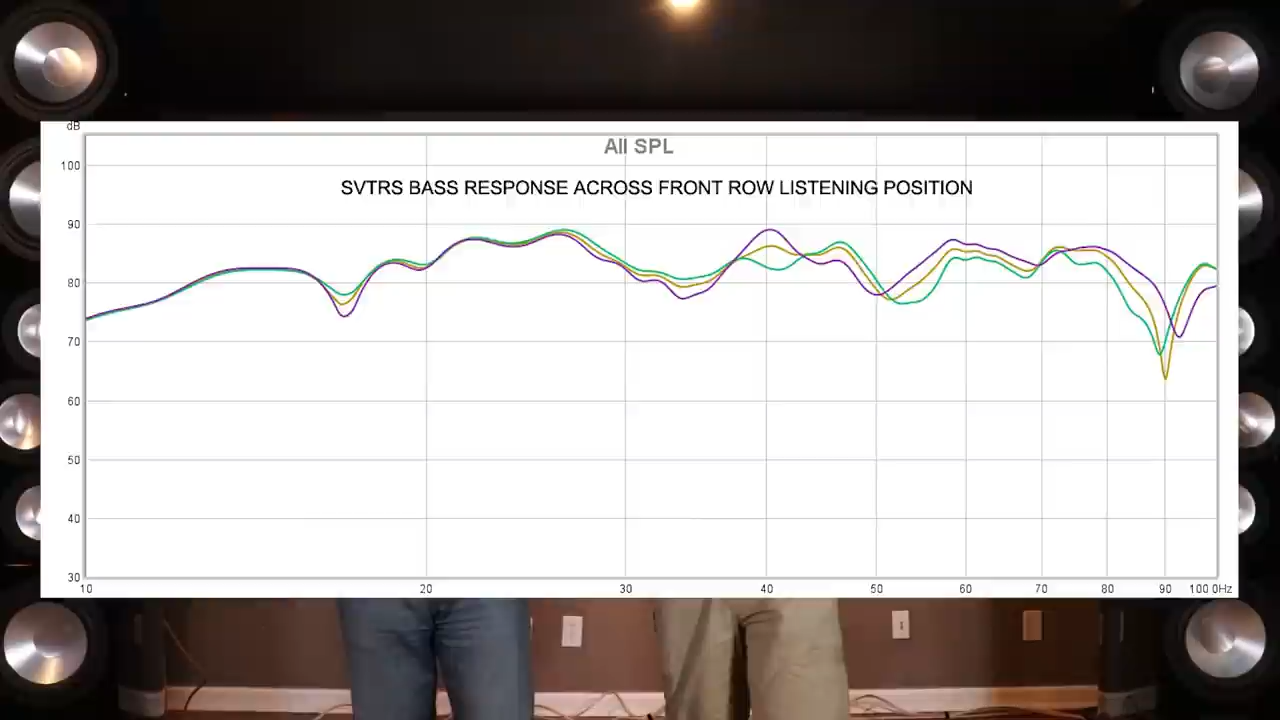 dB
All SPL
SVTRS BASS RESPONSE ACROSS FRONT ROW LISTENING POSITION
100
90
80
70
60
50
40
30
10 20 30 40 50 60 70 80 90 100 0Hz